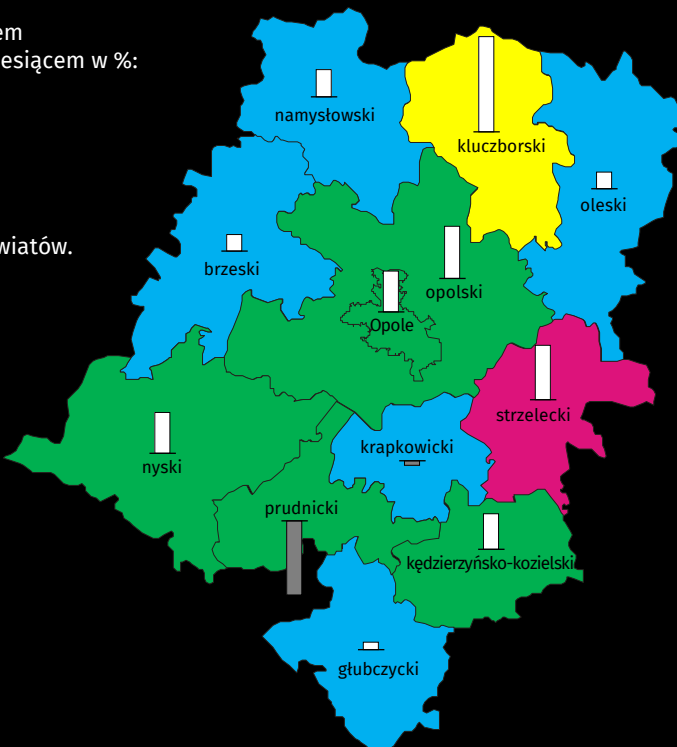 em
esiącem w %:
wiatów.
namysłowski
kluczborski
oleski
brzeski
opolski
Opole
strzelecki
krapkowicki
nyski
prudnicki
kędzierzyńsko-kozielski
głubczycki